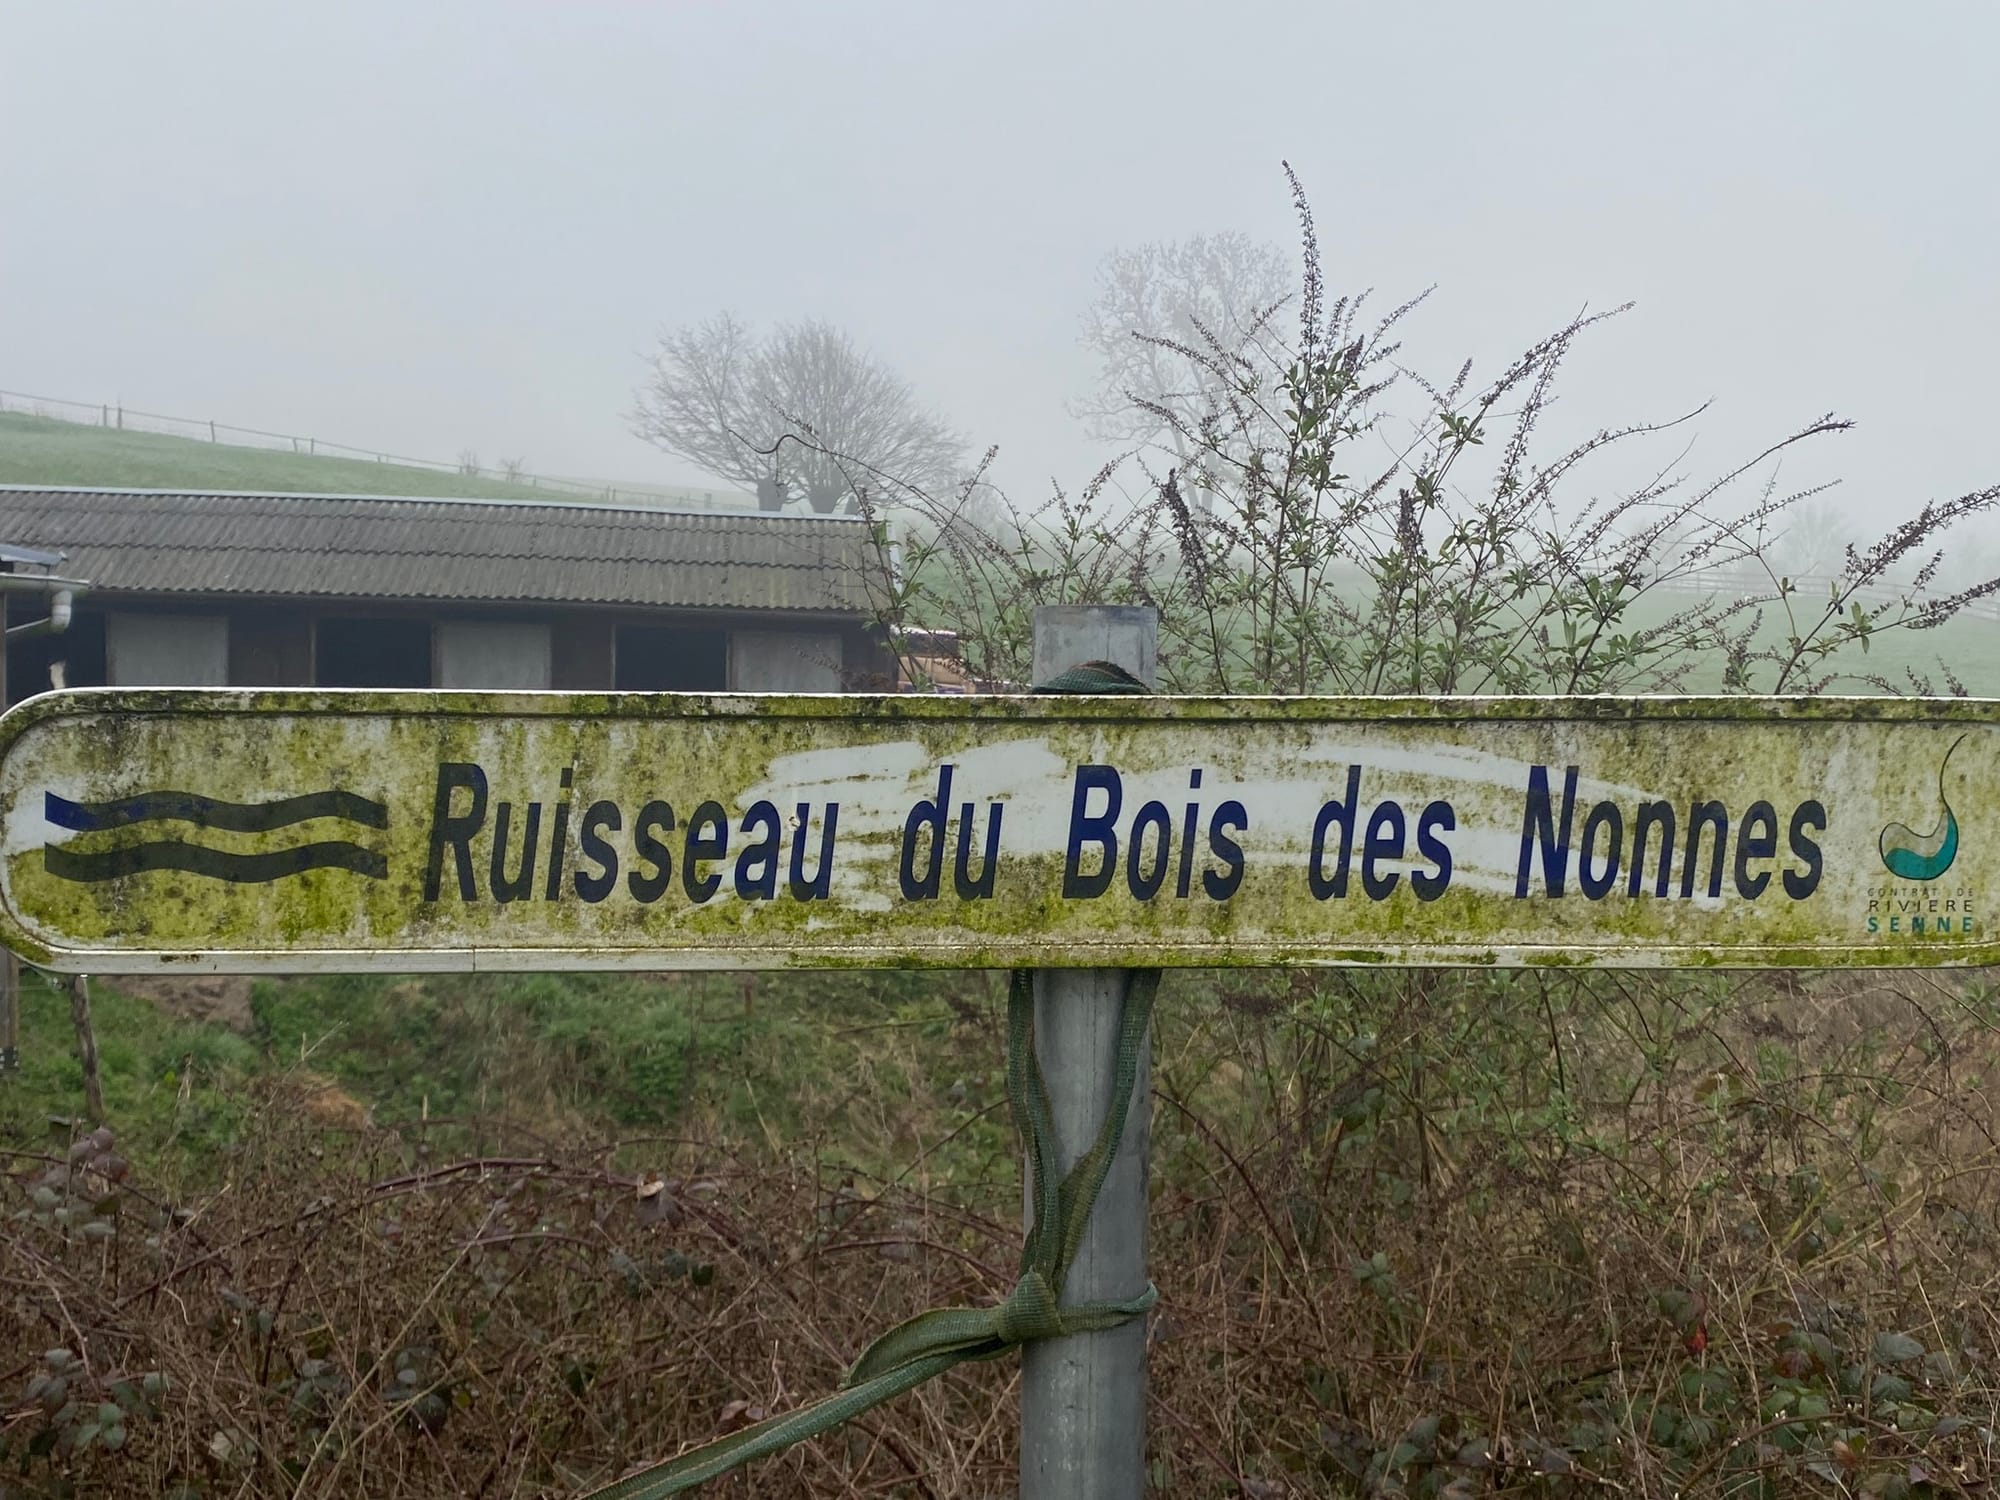 Ruisseau du Bois des Nonnes
CONTRAT DE
RIVIERE
SENNE